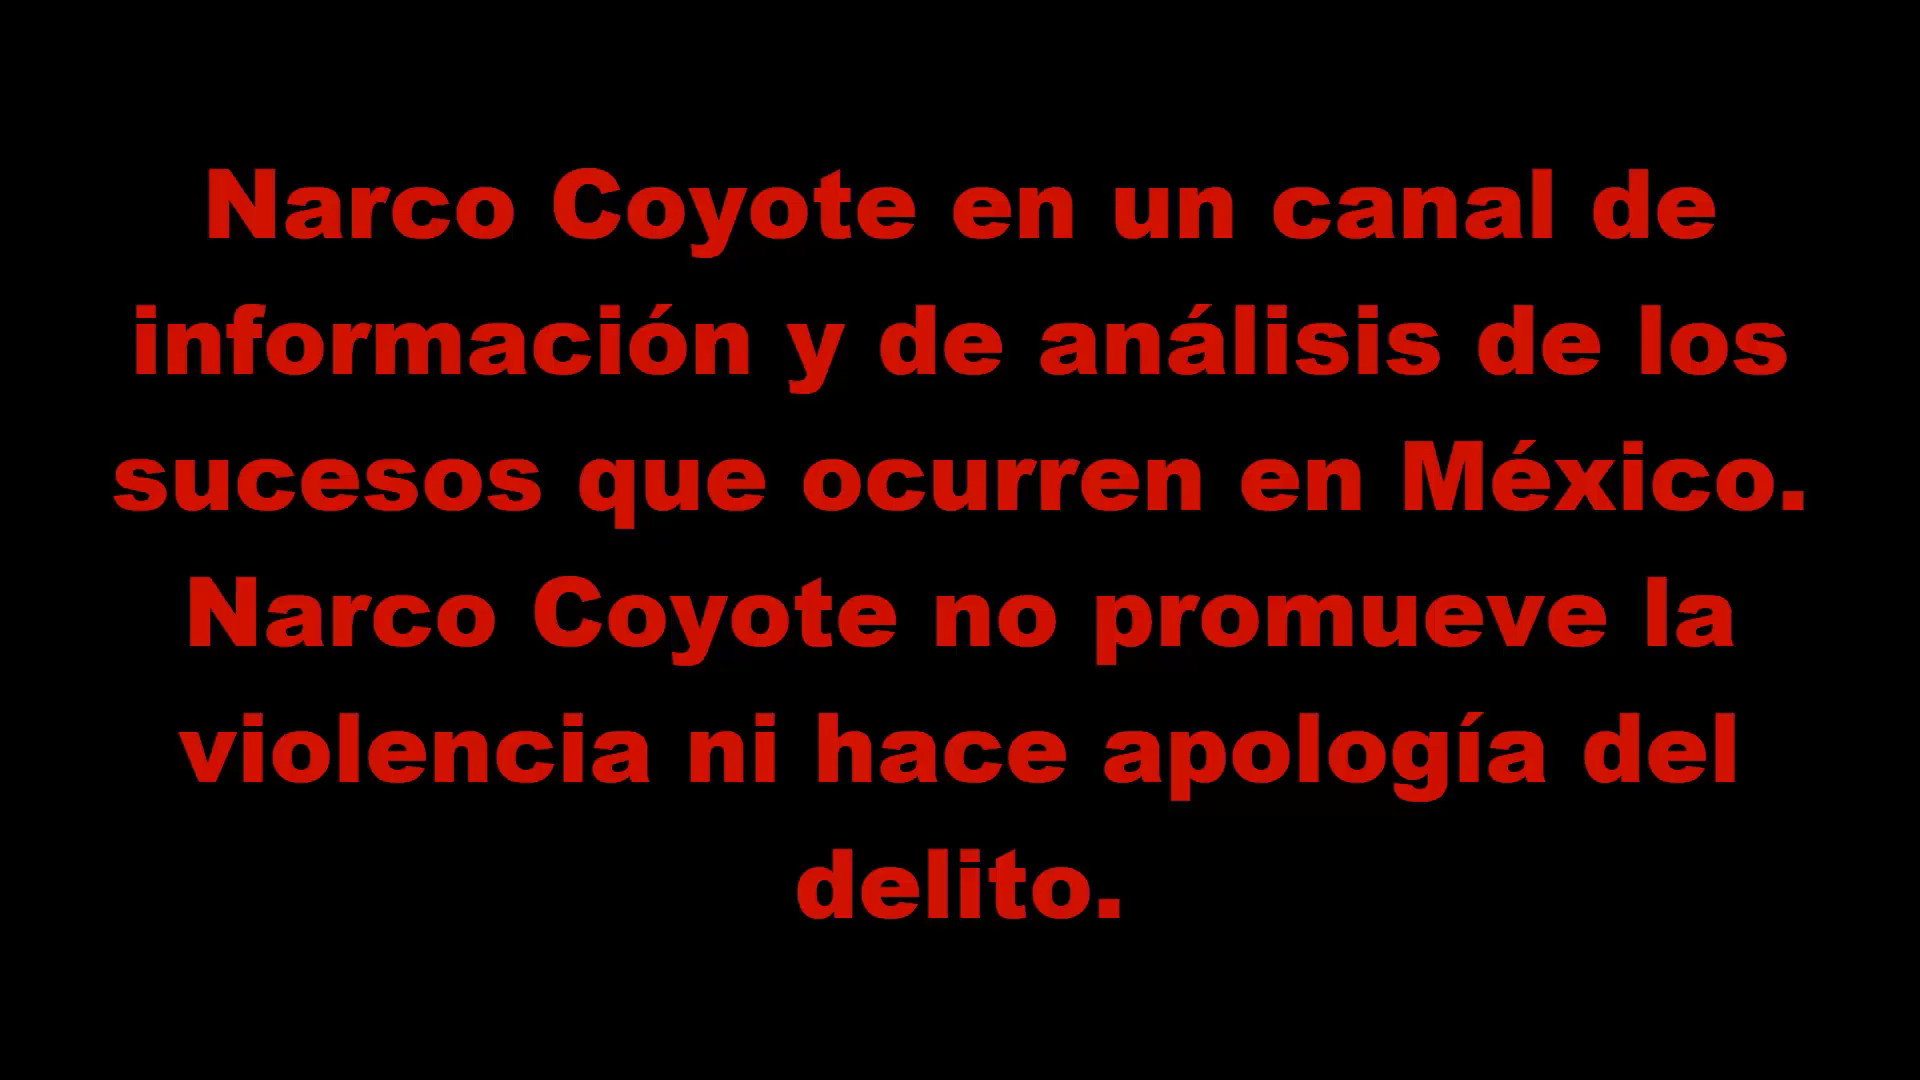 Narco Coyote en un canal de
información y de análisis de los
sucesos que ocurren en México.
Narco Coyote no promueve la
violencia ni hace apología del
delito.